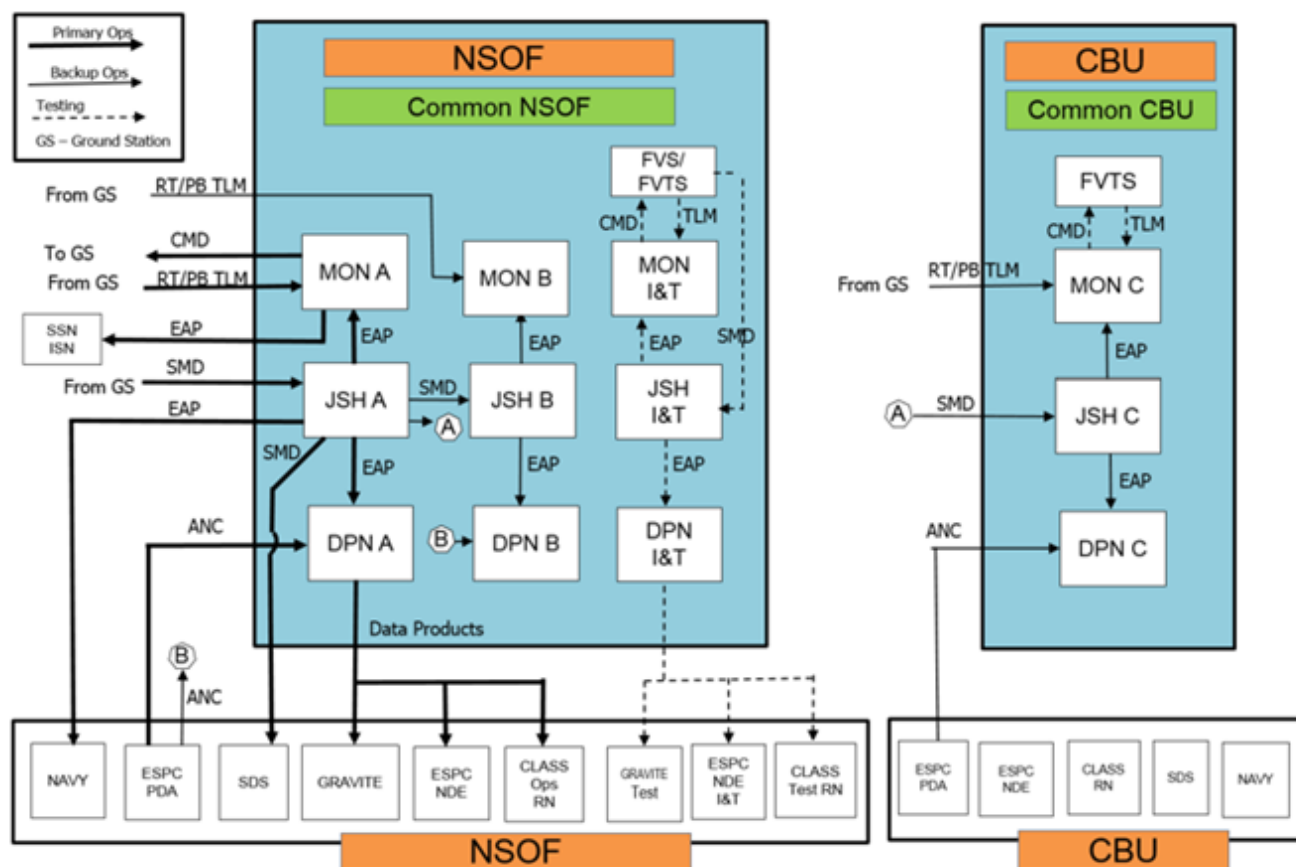 Primary Ops
Backup Ops
Testing
GS – Ground Station
NSOF
Common NSOF
CBU
Common CBU
From GS
RT/PB TLM
To GS
CMD
From GS
RT/PB TLM
SSN
ISN
EAP
From GS
SMD
EAP
MON A
MON B
FVS/
FVTS
CMD
TLM
MON
I&T
SMD
EAP
EAP
EAP
JSH A
SMD
A
JSH B
JSH
I&T
SMD
EAP
EAP
EAP
ANC
DPN A
B
DPN B
DPN
I&T
Data Products
B
ANC
FVTS
CMD
TLM
From GS
RT/PB TLM
MON C
EAP
A
SMD
JSH C
EAP
ANC
DPN C
NAVY
ESPC
PDA
SDS
GRAVITE
ESPC
NDE
CLASS
Ops
RN
GRAVITE
Test
ESPC
NDE
I&T
CLASS
Test RN
NSOF
ESPC
PDA
ESPC
NDE
CLASS
RN
SDS
NAVY
CBU